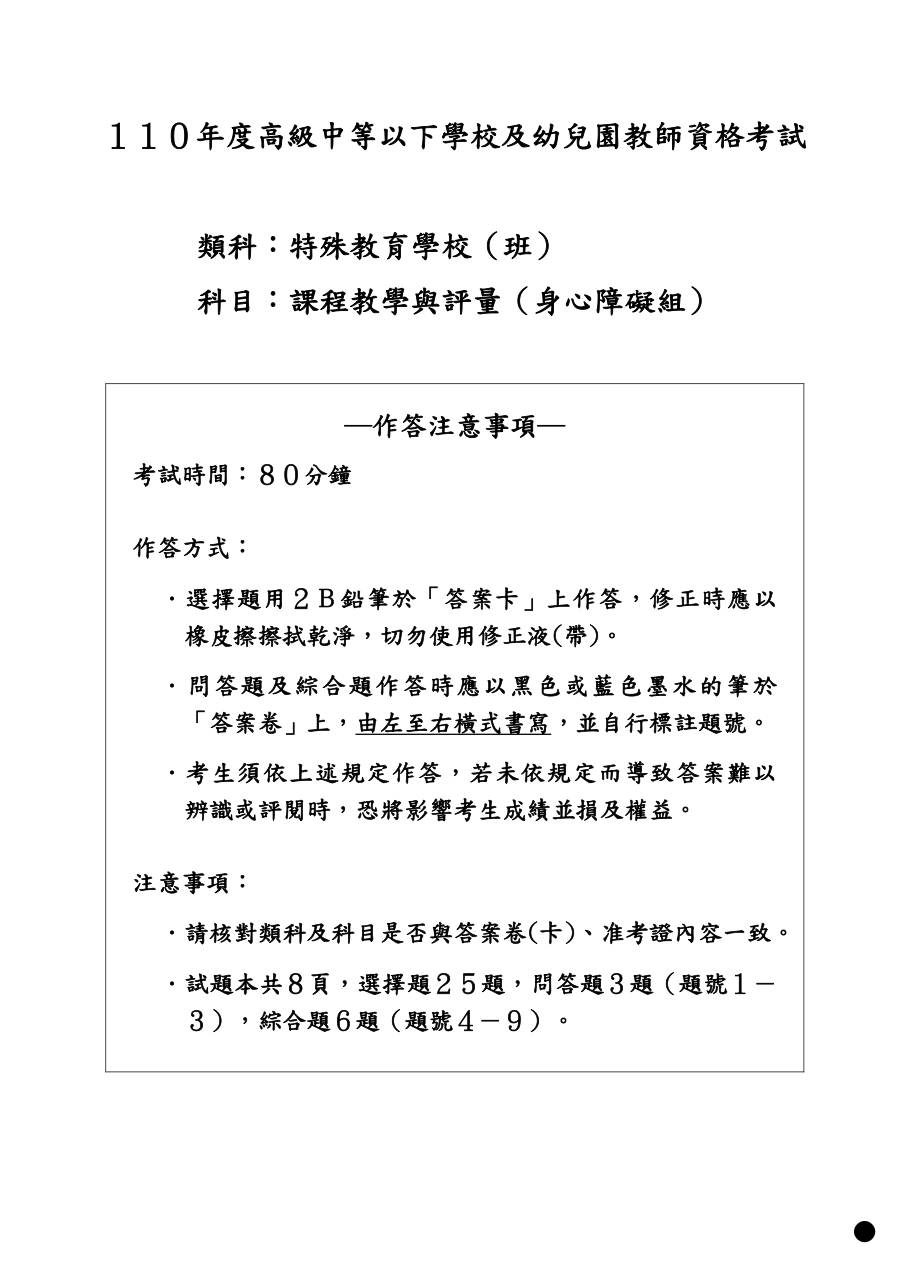 １１０年度高級中等以下學校及幼兒園教師資格考試
類科：特殊教育學校（班）
科目：課程教學與評量（身心障礙組）
—作答注意事項—
考試時間：８０分鐘
作答方式：
．選擇題用２Ｂ鉛筆於「答案卡」上作答，修正時應以
橡皮擦擦拭乾淨，切勿使用修正液(帶)。
．問答題及綜合題作答時應以黑色或藍色墨水的筆於
「答案卷」上，由左至右橫式書寫，並自行標註題號。
．考生須依上述規定作答，若未依規定而導致答案難以
辨識或評閱時，恐將影響考生成績並損及權益。
注意事項：
．請核對類科及科目是否與答案卷(卡)、准考證內容一致。
．試題本共８頁，選擇題２５題，問答題３題（題號１－
３），綜合題６題（題號４－９）。